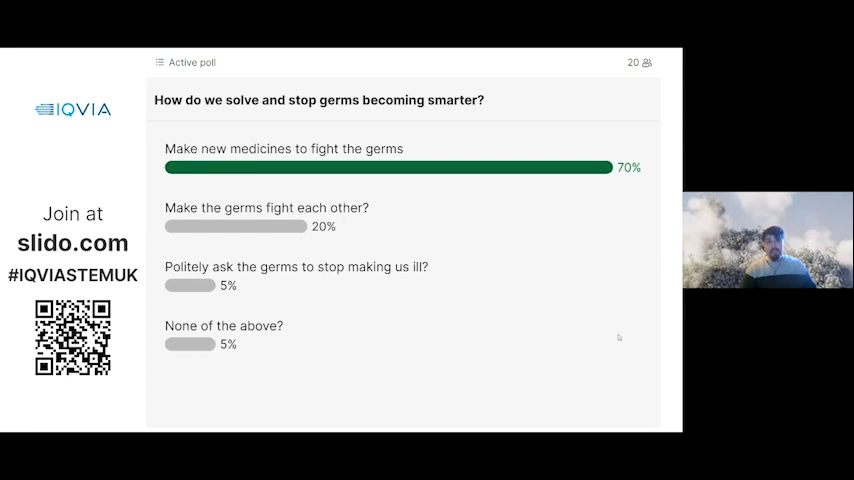 Active poll
20
How do we solve and stop germs becoming smarter?
IQVIA
Make new medicines to fight the germs
70%
Make the germs fight each other?
20%
Join at
slido.com
#IQVIASTEMUK
Politely ask the germs to stop making us ill?
5%
None of the above?
5%